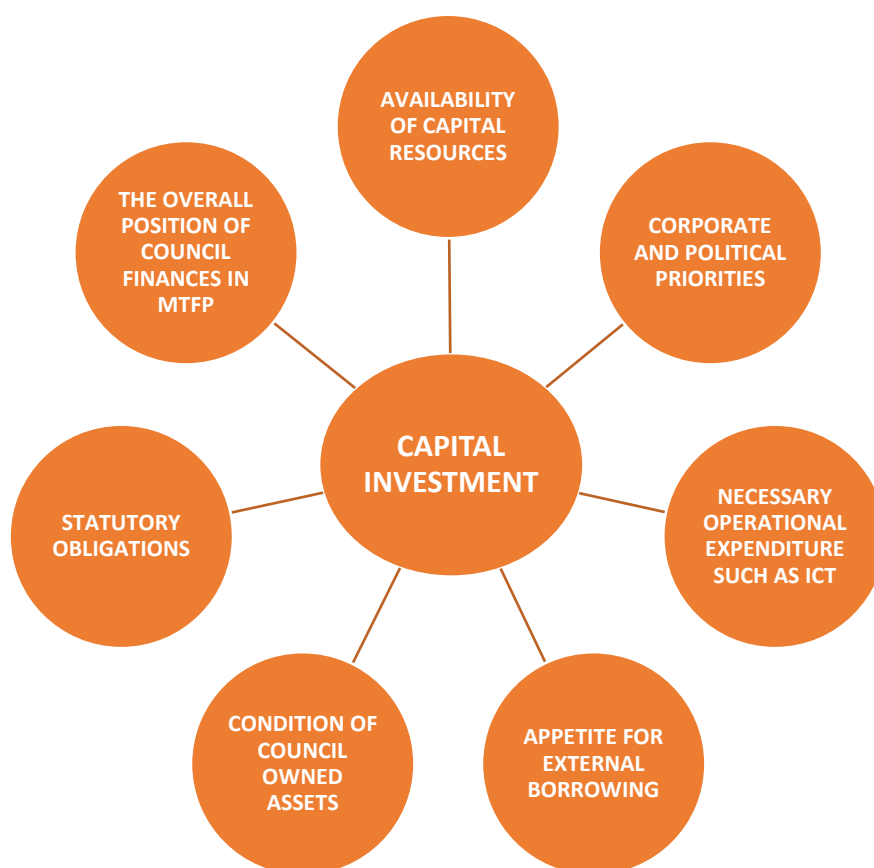 AVAILABILITY
OF CAPITAL
RESOURCES
THE OVERALL
POSITION OF
COUNCIL
FINANCES IN
MTFP
CORPORATE
AND POLITICAL
PRIORITIES
CAPITAL
INVESTMENT
STATUTORY
OBLIGATIONS
NECESSARY
OPERATIONAL
EXPENDITURE
SUCH AS ICT
CONDITION OF
COUNCIL
OWNED
ASSETS
APPETITE FOR
EXTERNAL
BORROWING